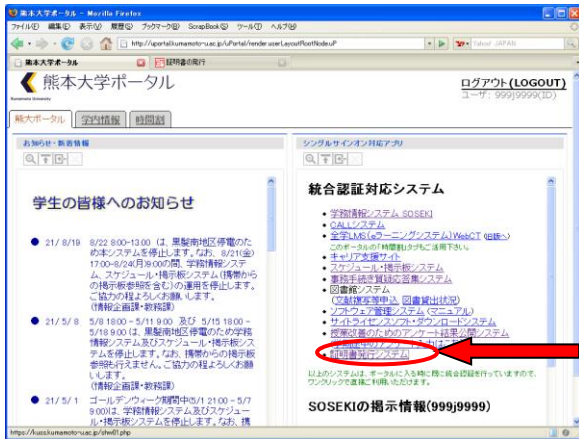 熊本大学ポータル - Mozilla Firefox
ファイル(F) 編集(E) 表示(V) 履歴(S) ブックマーク(B) ScrapBook(S) ツール(T) ヘルプ(H)
http://uportal.kumamoto-u.ac.jp/uPortal/render.userLayoutRootNode.uP
Yahoo! JAPAN
熊本大学ポータル
証明書の発行
熊本大学ポータル
Kumamoto University
ログアウト(LOGOUT)
ユーザ: 999j9999(ID)
熊大ポータル 学内情報 時間割
お知らせ・新着情報
学生の皆様へのお知らせ
21/ 8/19 8/22 8:00-13:00 は、黒髪南地区停電のた
め本システムを停止します。なお、8/21(金)
17:00-8/24(月)9:00の間、学務情報システ
ム、スケジュール・掲示板システム(携帯から
の掲示板参照を含む)の運用を停止します。
ご協力の程よろしくお願いします。
(情報企画課・教務課)
21/ 5/ 8 5/8 18:00 - 5/11 9:00 及び 5/15 18:00 -
5/18 9:00 は、黒髪南地区停電のため学務
情報システム及びスケジュール・掲示板シス
テムを停止します。なお、携帯からの掲示板
参照も行えません。ご協力の程よろしくお願
いします。
(情報企画課・教務課)
21/ 5/ 1 ゴールデンウィーク期間中(5/1 21:00 - 5/7
9:00)は、学務情報システム及びスケジュー
ル・掲示板システムを停止します。なお、携
シングルサインオン対応アプリ
統合認証対応システム
学務情報システム SOSEKI
CALLシステム
全学LMS(eラーニングシステム)WebCT (旧版へ)
このポータルの「時間割」タブもご活用下さい。
キャリア支援サイト
スケジュール・掲示板システム
事務手続き質疑応答集システム
図書館システム
(文献複写等申込、図書貸出状況)
ソフトウェア管理システム (マニュアル)
サイトライセンスソフト・ダウンロードシステム
授業改善のためのアンケート結果公開システム
証明書発行システム
以上のシステムは、ポータルに入る時に既に統合認証を行っていますので、
ワンクリックで直接ご利用いただけます。
SOSEKIの掲示情報(999j9999)